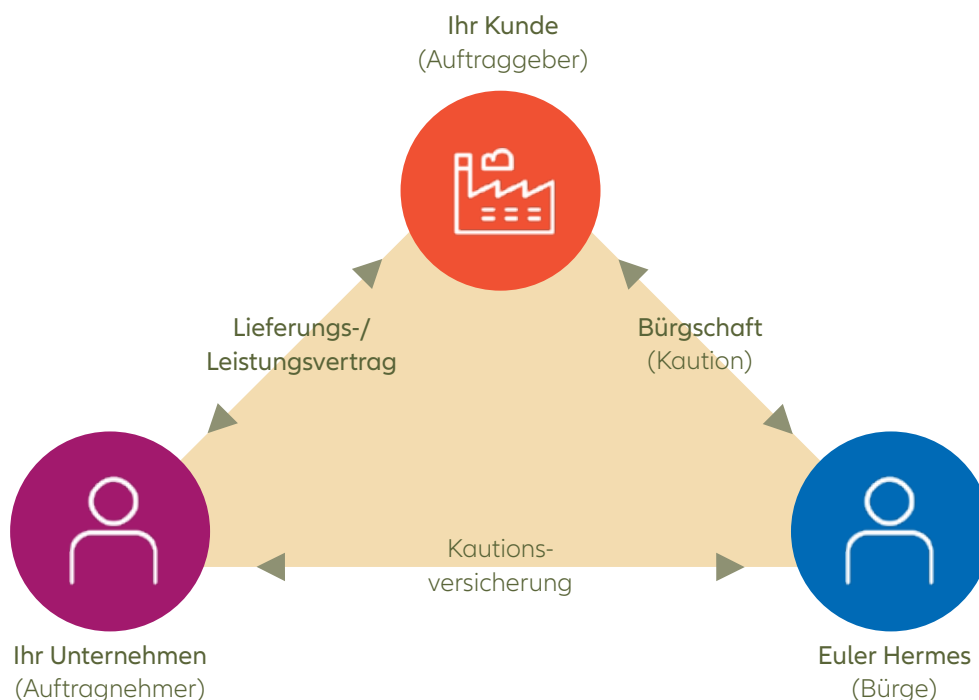 Ihr Kunde
(Auftraggeber)
Lieferungs-/
Leistungsvertrag
Bürgschaft
(Kaution)
Kautions-
versicherung
Ihr Unternehmen
(Auftragnehmer)
Euler Hermes
(Bürge)